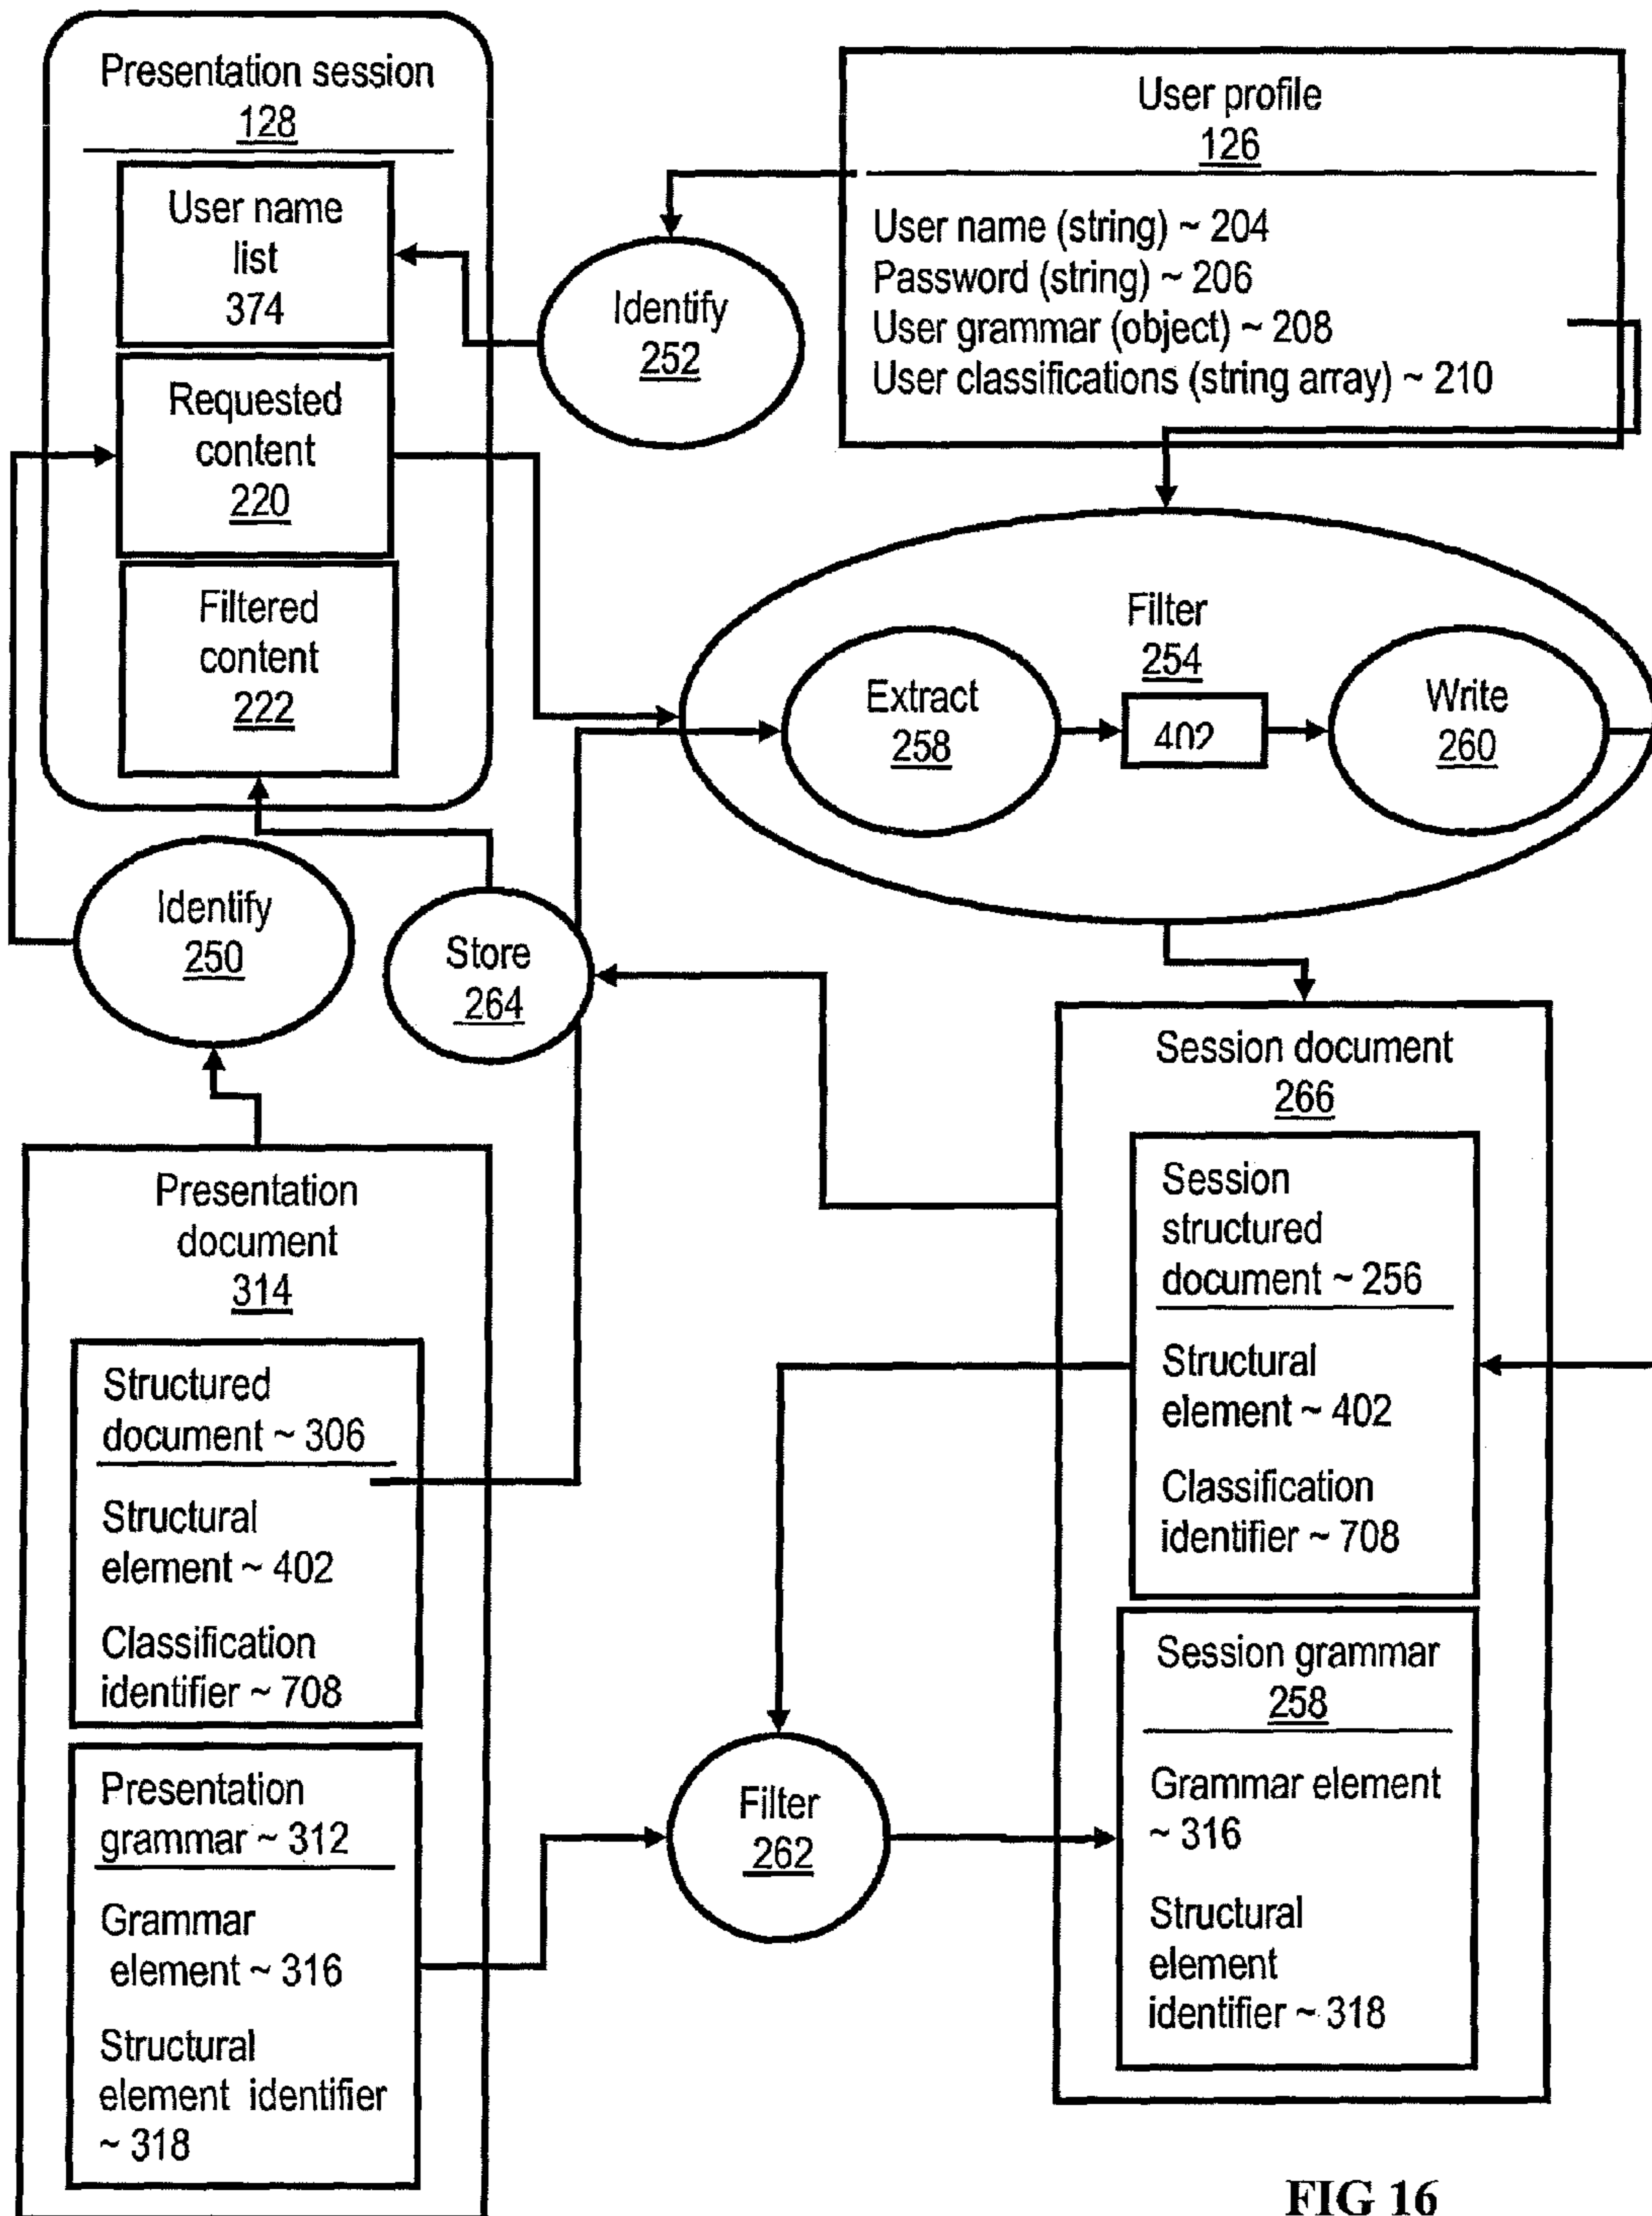 Presentation session
128
User name
list
374
Requested
content
220
Filtered
content
222
User profile
126
User name (string) ~ 204
Password (string) ~ 206
User grammar (object) ~ 208
User classifications (string array) ~ 210
Identify
252
Filter
254
Extract
258
402
Write
260
Identify
250
Store
264
Presentation
document
314
Structured
document ~ 306
Structural
element ~ 402
Classification
identifier ~ 708
Presentation
grammar ~ 312
Grammar
element ~ 316
Structural
element identifier
~ 318
Filter
262
Session document
266
Session
structured
document ~ 256
Structural
element ~ 402
Classification
identifier ~ 708
Session grammar
258
Grammar element
~ 316
Structural
element
identifier ~ 318
FIG 16